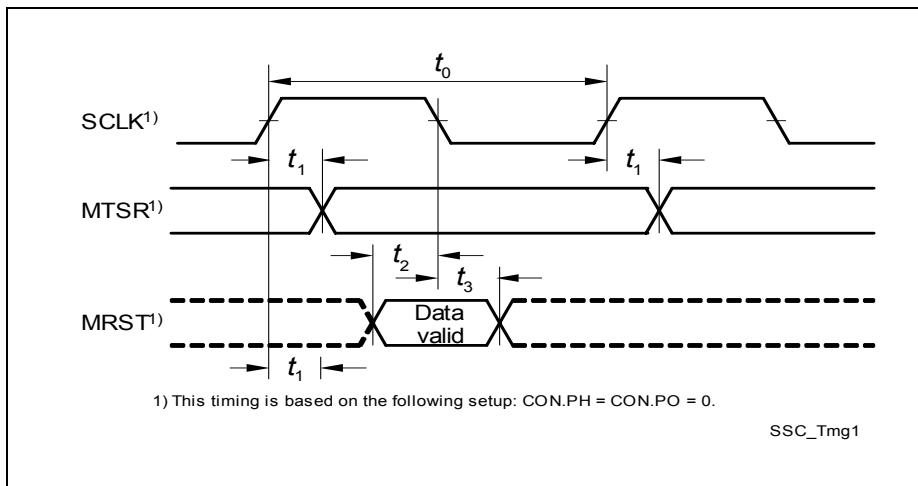 t0
SCLK1)
t1
t1
MTSR1)
t2
t3
MRST1)
Data
valid
t1
1) This timing is based on the following setup: CON.PH = CON.PO = 0.
SSC_Tmg1